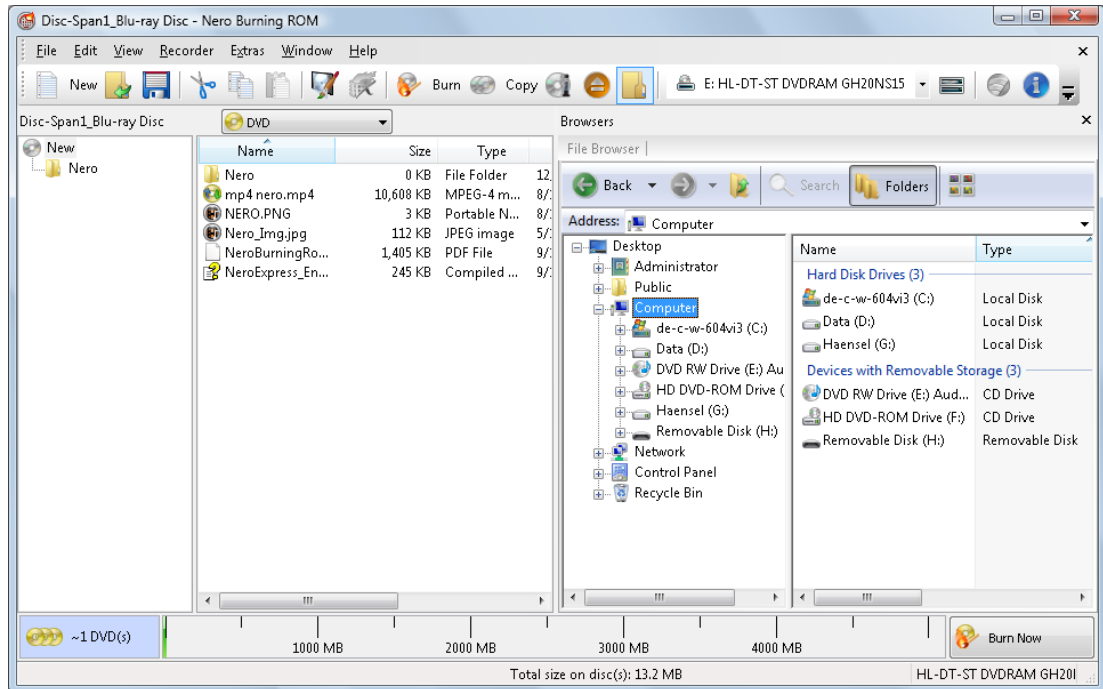 Disc-Span1_Blu-ray Disc - Nero Burning ROM
File Edit View Recorder Extras Window Help
New Burn Copy E: HL-DT-ST DVDRAM GH20NS15
Disc-Span1_Blu-ray Disc DVD Browsers
New
Nero
Name Size Type
Nero 0 KB File Folder 12,
mp4 nero.mp4 10,608 KB MPEG-4 m... 8/
NERO.PNG 3 KB Portable N... 8/
Nero_Img.jpg 112 KB JPEG image 5/
NeroBurningRo... 1,405 KB PDF File 9/
NeroExpress_En... 245 KB Compiled ... 9/
File Browser
Back Search Folders
Address: Computer
Desktop
Administrator
Public
Computer
de-c-w-604vi3 (C:)
Data (D:)
DVD RW Drive (E:) Au
HD DVD-ROM Drive (
Haensel (G:)
Removable Disk (H:)
Network
Control Panel
Recycle Bin
Name Type
Hard Disk Drives (3)
de-c-w-604vi3 (C:) Local Disk
Data (D:) Local Disk
Haensel (G:) Local Disk
Devices with Removable Storage (3)
DVD RW Drive (E:) Aud... CD Drive
HD DVD-ROM Drive (F:) CD Drive
Removable Disk (H:) Removable Disk
~1 DVD(s) 1000 MB 2000 MB 3000 MB 4000 MB Burn Now
Total size on disc(s): 13.2 MB HL-DT-ST DVDRAM GH20